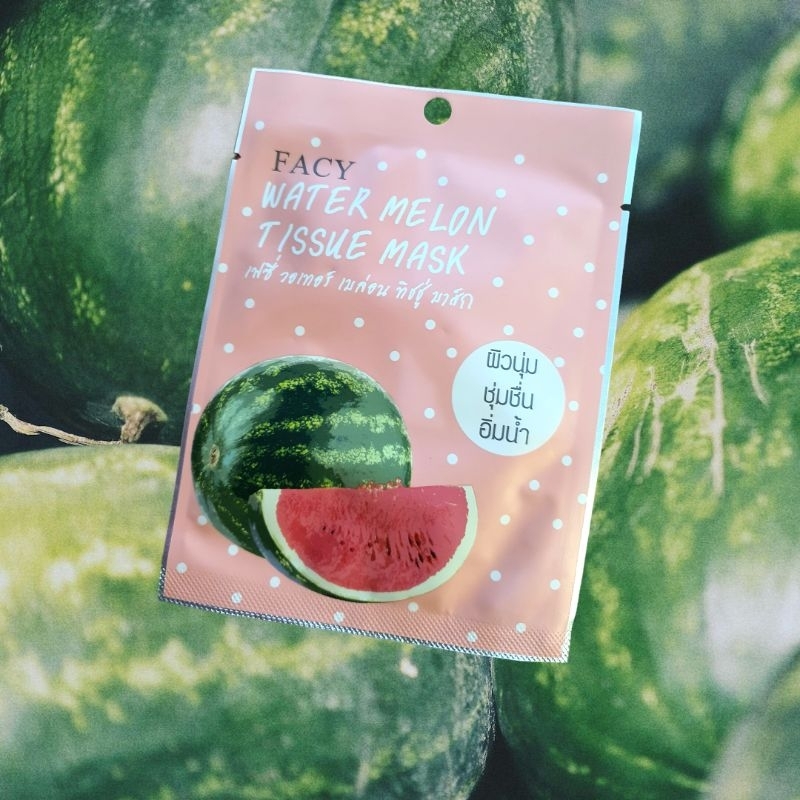 FACY
WATER MELON
TISSUE MASK
เฟซี่ วอเทอร์ เมล่อน ทิชชู่ มาส์ก
ผิวนุ่ม
ชุ่มชื่น
อิ่มน้ำ